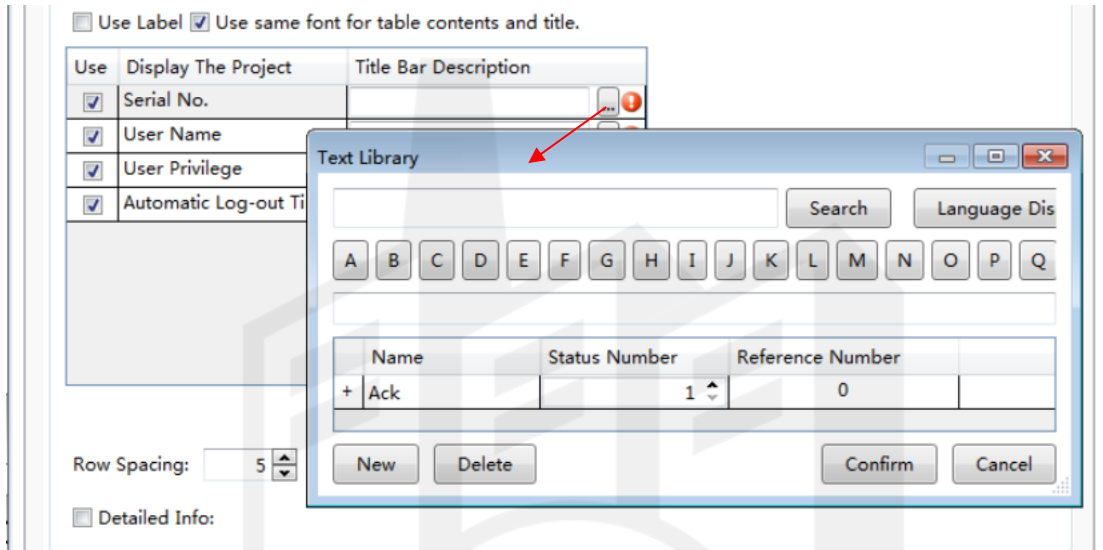 Use Label Use same font for table contents and title.
Use Display The Project Title Bar Description
Serial No. ...
User Name
User Privilege
Automatic Log-out Ti
Text Library
Search Language Dis
A B C D E F G H I J K L M N O P Q
Name Status Number Reference Number
+ Ack 1 0
New Delete Confirm Cancel
Row Spacing: 5
Detailed Info: